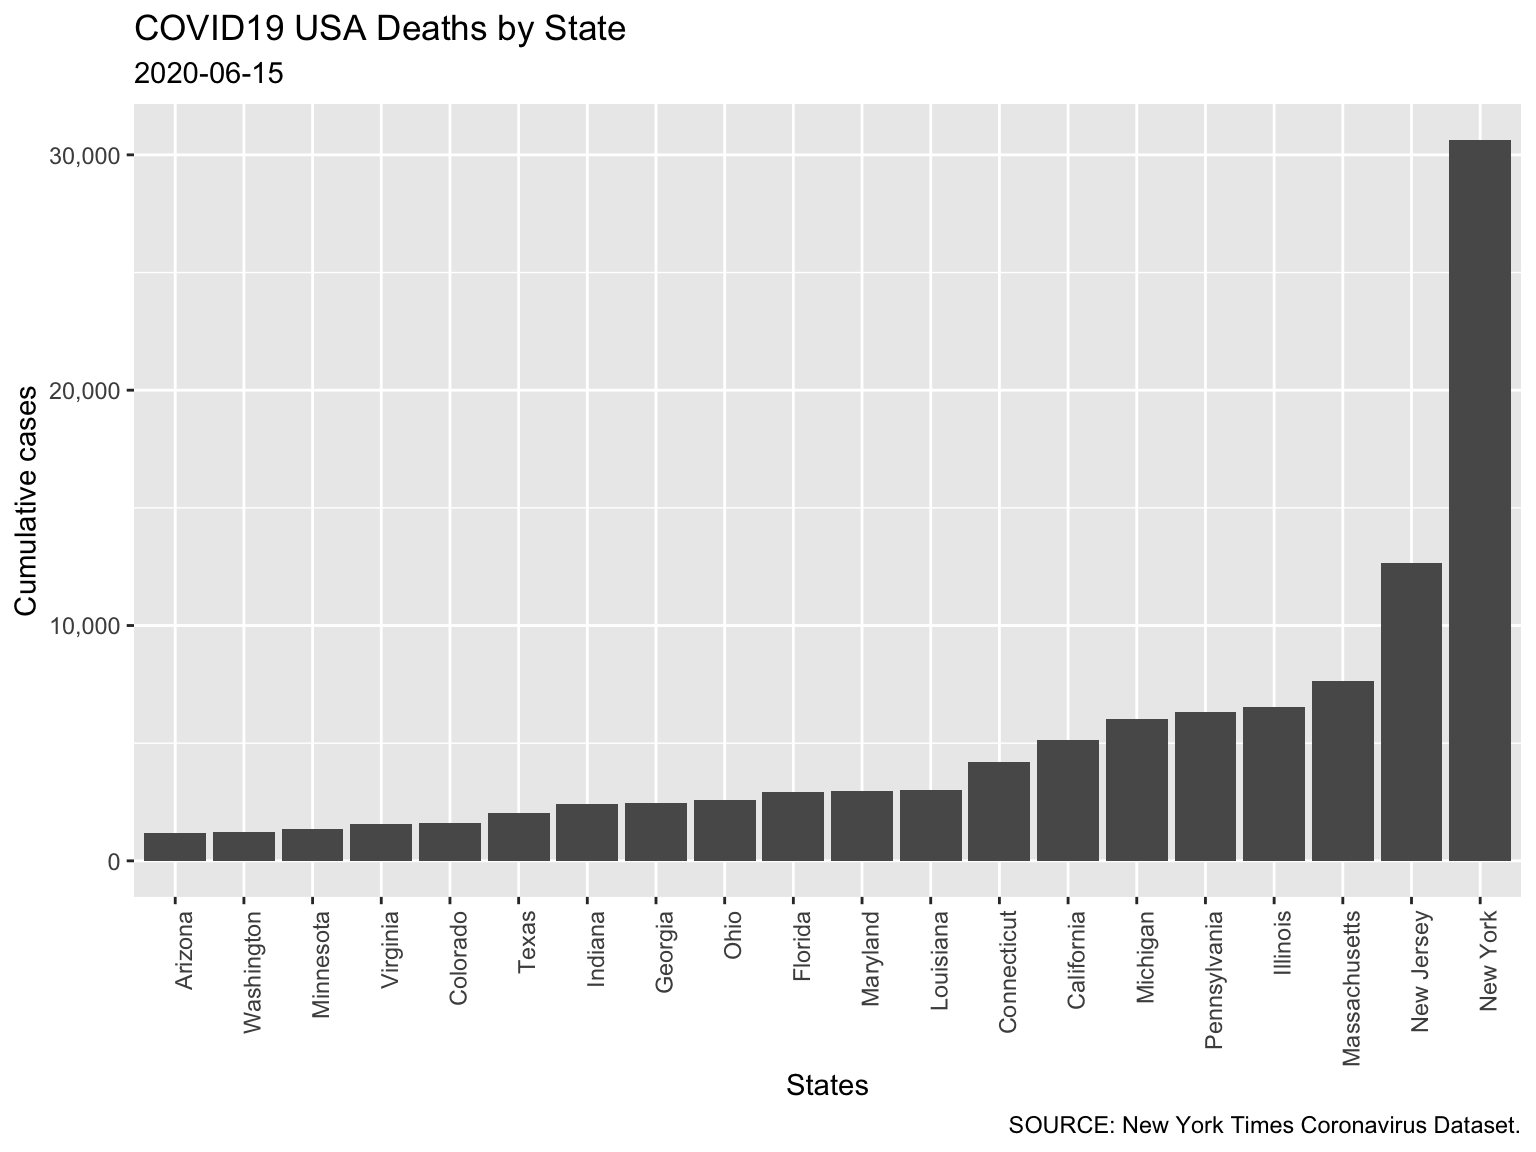 COVID19 USA Deaths by State
2020-06-15
Cumulative cases
30,000
20,000
10,000
0
Arizona
Washington
Minnesota
Virginia
Colorado
Texas
Indiana
Georgia
Ohio
Florida
Maryland
Louisiana
Connecticut
California
Michigan
Pennsylvania
Illinois
Massachusetts
New Jersey
New York
States
SOURCE: New York Times Coronavirus Dataset.